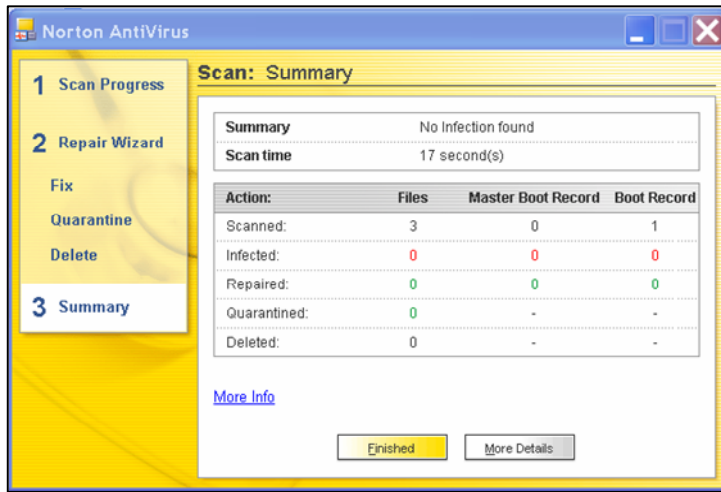 Norton AntiVirus
1 Scan Progress
2 Repair Wizard
Fix
Quarantine
Delete
3 Summary
Scan: Summary
Summary No Infection found
Scan time 17 second(s)
Action: Files Master Boot Record Boot Record
Scanned: 3 0 1
Infected: 0 0 0
Repaired: 0 0 0
Quarantined: 0 - -
Deleted: 0 - -
More Info
Finished More Details